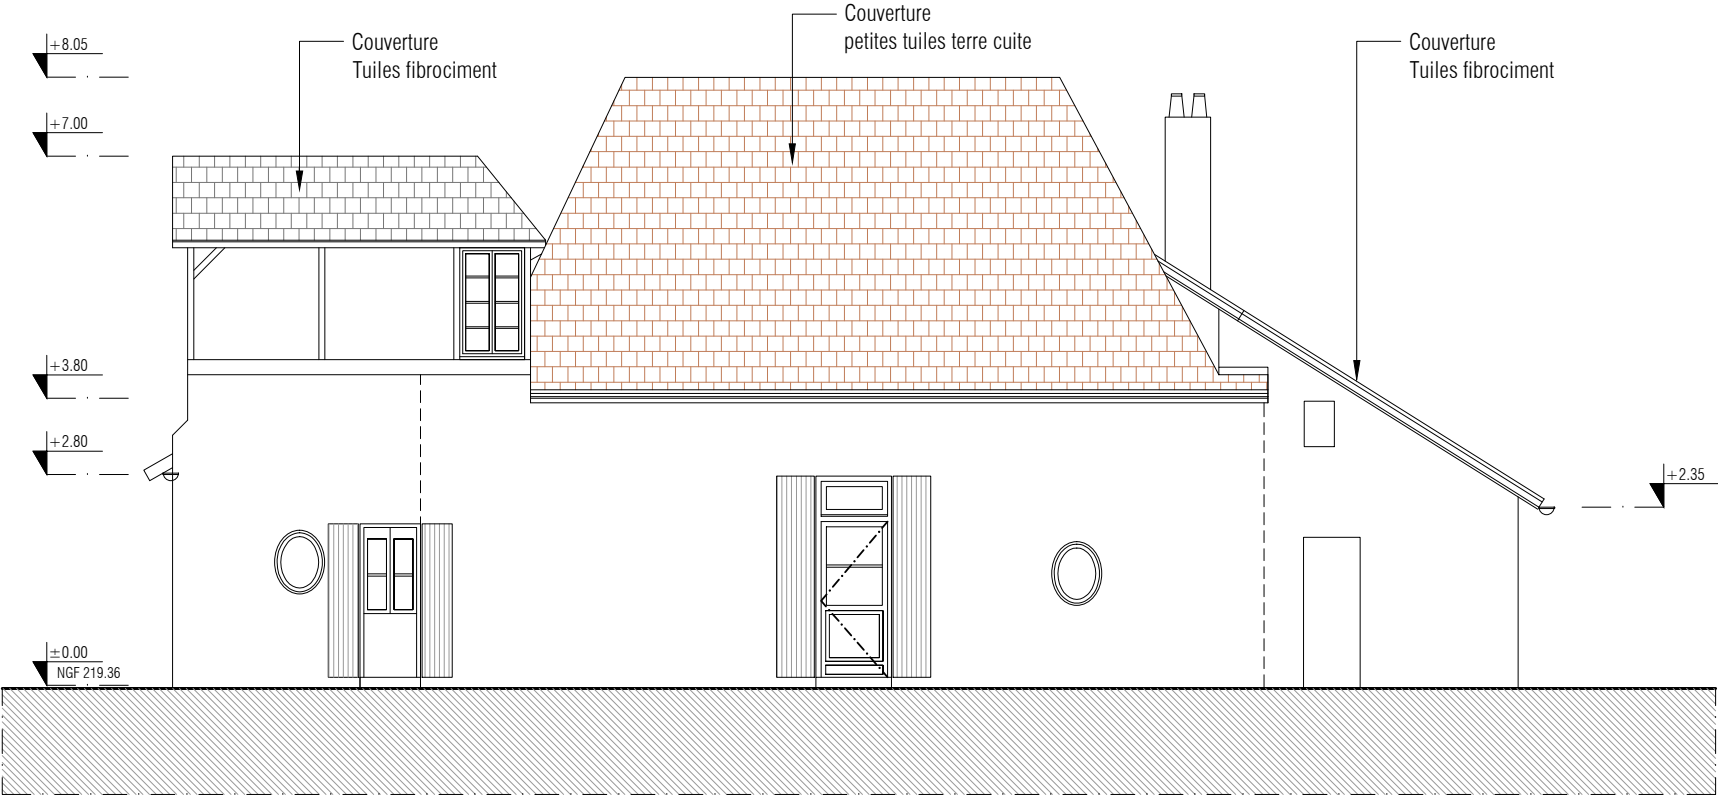 Couverture
petites tuiles terre cuite
Couverture
Tuiles fibrociment
Couverture
Tuiles fibrociment
+8.05
+7.00
+3.80
+2.80
+2.35
±0.00
NGF 219.36